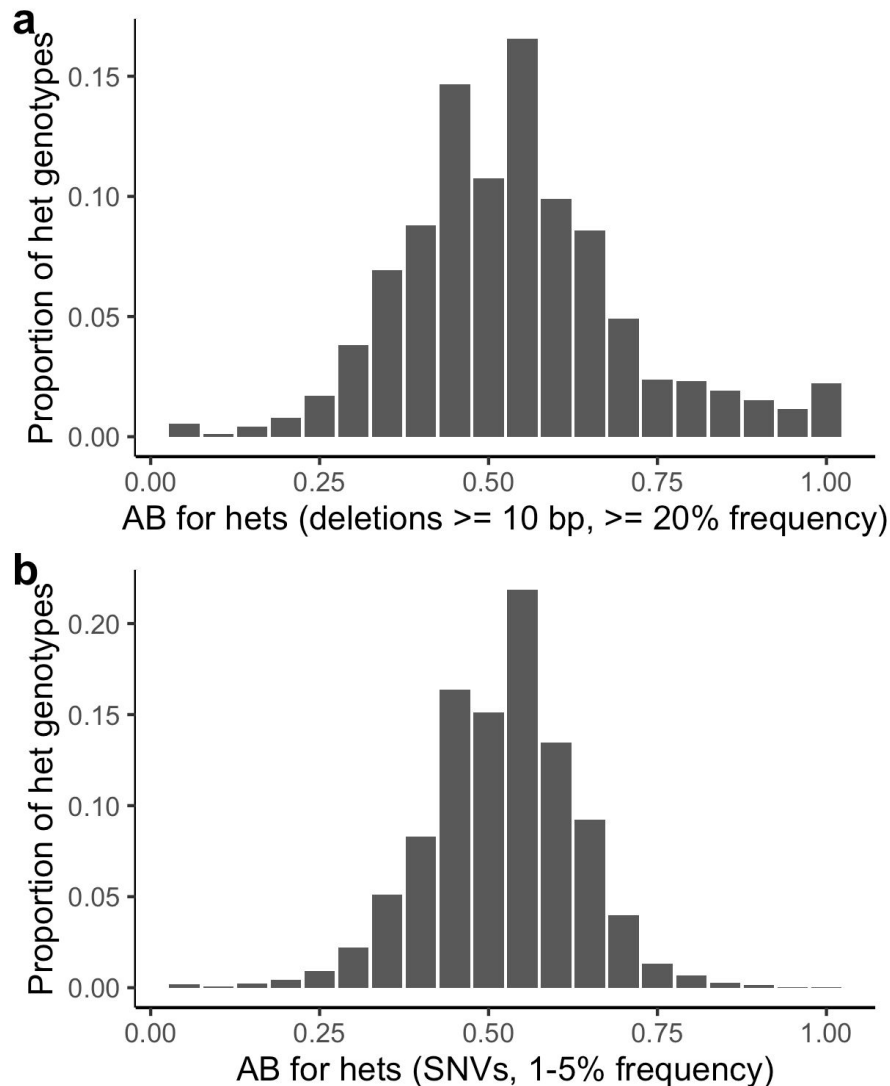 a
Proportion of het genotypes
0.15
0.10
0.05
0.00
0.00 0.25 0.50 0.75 1.00
AB for hets (deletions >= 10 bp, >= 20% frequency)
b
Proportion of het genotypes
0.20
0.15
0.10
0.05
0.00
0.00 0.25 0.50 0.75 1.00
AB for hets (SNVs, 1-5% frequency)